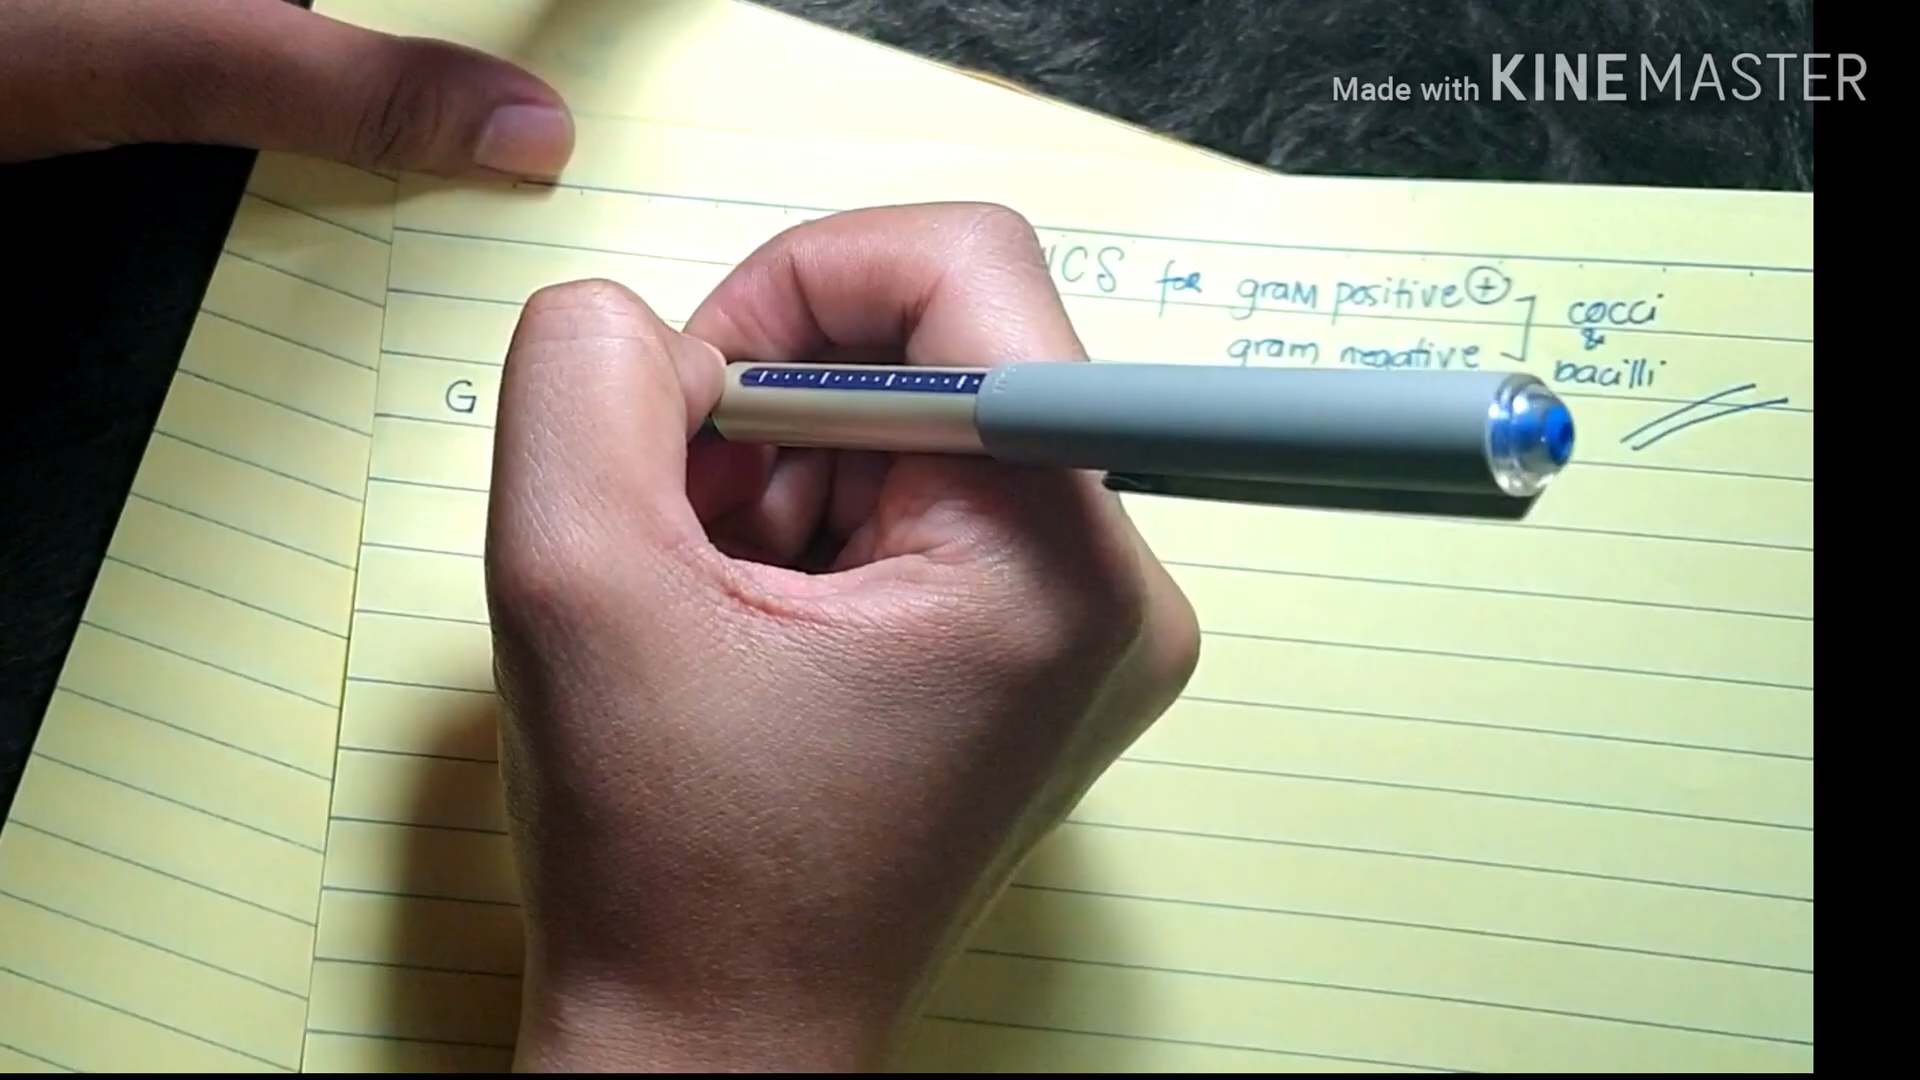 Made with KINEMASTER
CS for gram positive ⊕ cocci
gram negative & bacilli
G